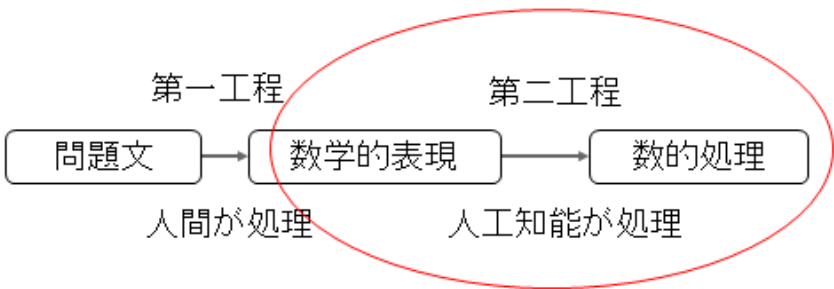 第一工程
第二工程
問題文
数学的表現
数的処理
人間が処理
人工知能が処理